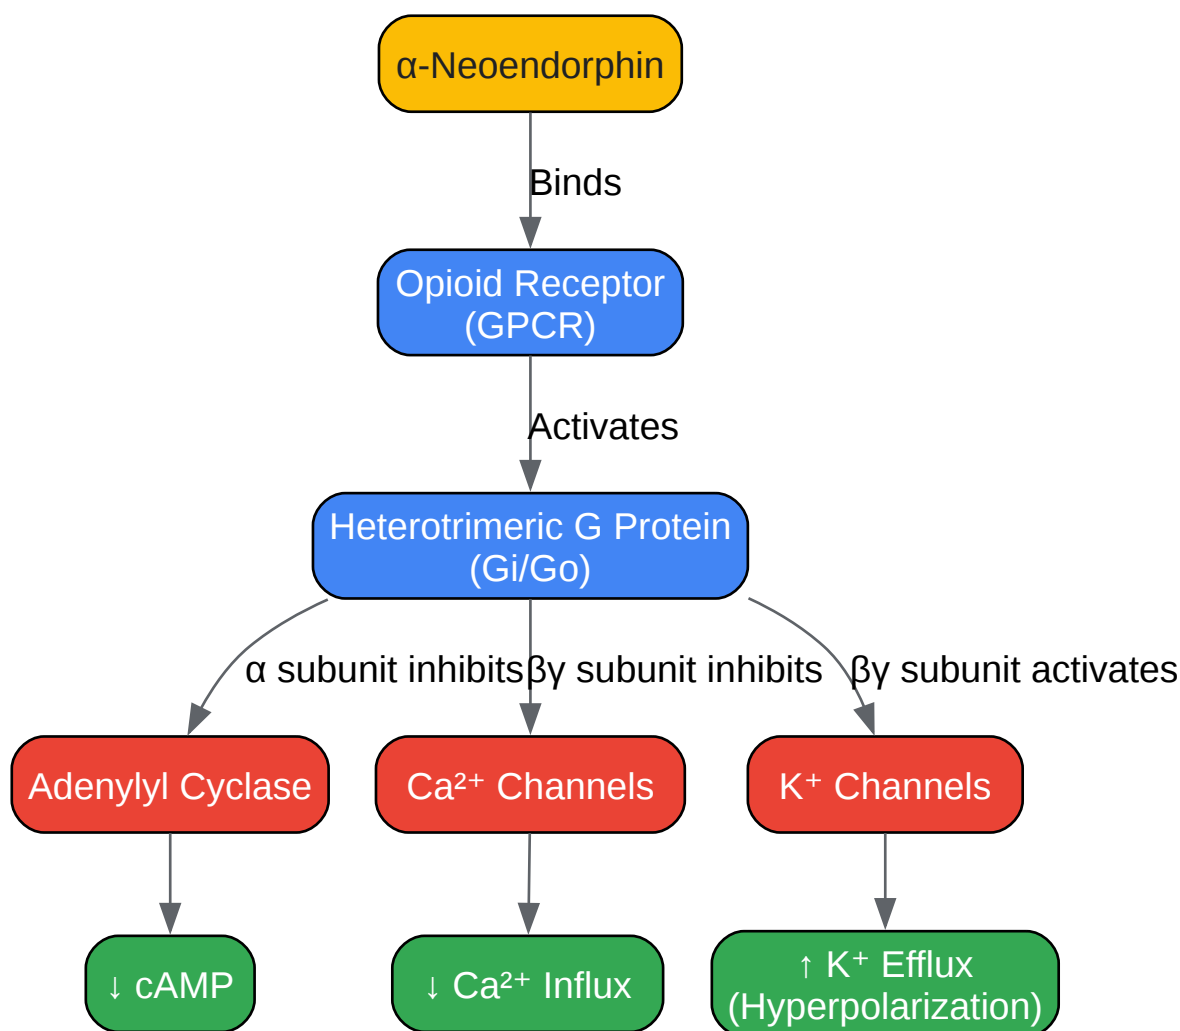 α-Neoendorphin
Binds
Opioid Receptor
(GPCR)
Activates
Heterotrimeric G Protein
(Gi/Go)
α subunit inhibits
βγ subunit inhibits
βγ subunit activates
Adenylyl Cyclase
Ca²⁺ Channels
K⁺ Channels
↓ cAMP
↓ Ca²⁺ Influx
↑ K⁺ Efflux
(Hyperpolarization)